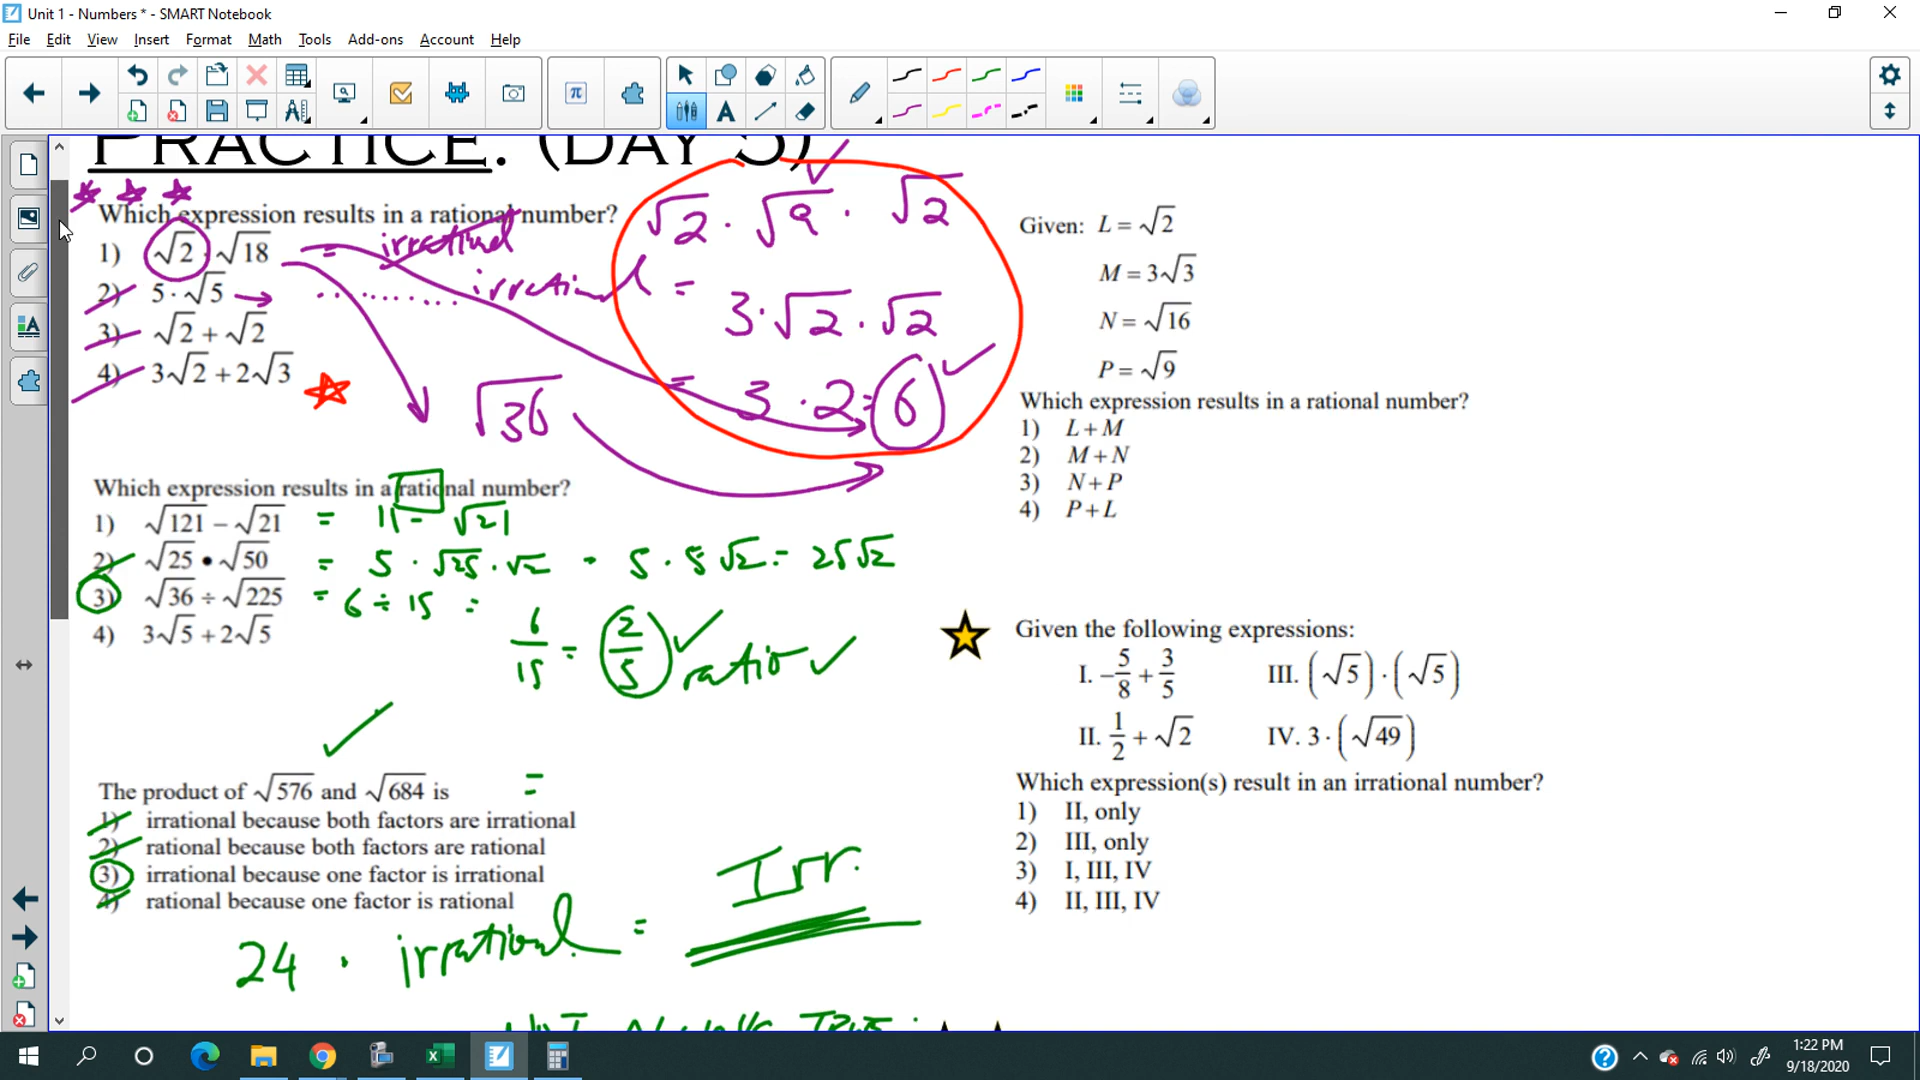 Unit 1 - Numbers * - SMART Notebook
File Edit View Insert Format Math Tools Add-ons Account Help
PRACTICE. (DAY 5)
Which expression results in a rational number?
1) √2 · √18 = irrational
2) 5 · √5 → .......... irrational
3) √2 + √2
4) 3√2 + 2√3
√36
√2 · √9 · √2
= 3 · √2 · √2
= 3 · 2 = 6
Which expression results in a rational number?
1) √121 − √21 = 11 - √21
2) √25 • √50 = 5 · √25 · √2 = 5 · 5 √2 = 25√2
3) √36 ÷ √225 = 6 ÷ 15 =
4) 3√5 + 2√5
6/15 = 2/5 ratio
The product of √576 and √684 is =
1) irrational because both factors are irrational
2) rational because both factors are rational
3) irrational because one factor is irrational
4) rational because one factor is rational
24 · irrational = Irr.
NOT ALWAYS TRUE:
Given: L = √2
M = 3√3
N = √16
P = √9
Which expression results in a rational number?
1) L + M
2) M + N
3) N + P
4) P + L
Given the following expressions:
I. −5/8 + 3/5 III. (√5) · (√5)
II. 1/2 + √2 IV. 3 · (√49)
Which expression(s) result in an irrational number?
1) II, only
2) III, only
3) I, III, IV
4) II, III, IV
1:22 PM
9/18/2020